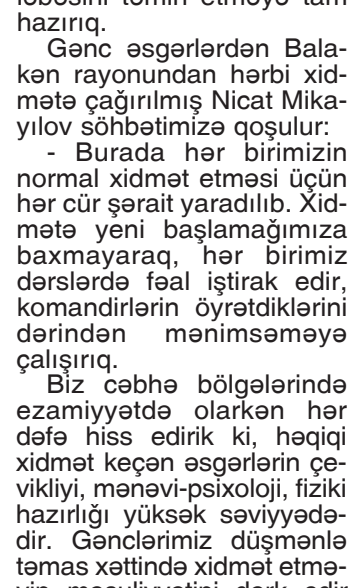 ləbəsini təmin etməyə tam
hazırıq.
Gənc əsgərlərdən Bala-
kən rayonundan hərbi xid-
mətə çağırılmış Nicat Mika-
yılov söhbətimizə qoşulur:
- Burada hər birimizin
normal xidmət etməsi üçün
hər cür şərait yaradılıb. Xid-
mətə yeni başlamağımıza
baxmayaraq, hər birimiz
dərslərdə fəal iştirak edir,
komandirlərin öyrətdiklərini
dərindən mənimsəməyə
çalışırıq.
Biz cəbhə bölgələrində
ezamiyyətdə olarkən hər
dəfə hiss edirik ki, həqiqi
xidmət keçən əsgərlərin çe-
vikliyi, mənəvi-psixoloji, fiziki
hazırlığı yüksək səviyyədə-
dir. Gənclərimiz düşmənlə
təmas xəttində xidmət etmə-
yin məsuliyyətini dərk edir